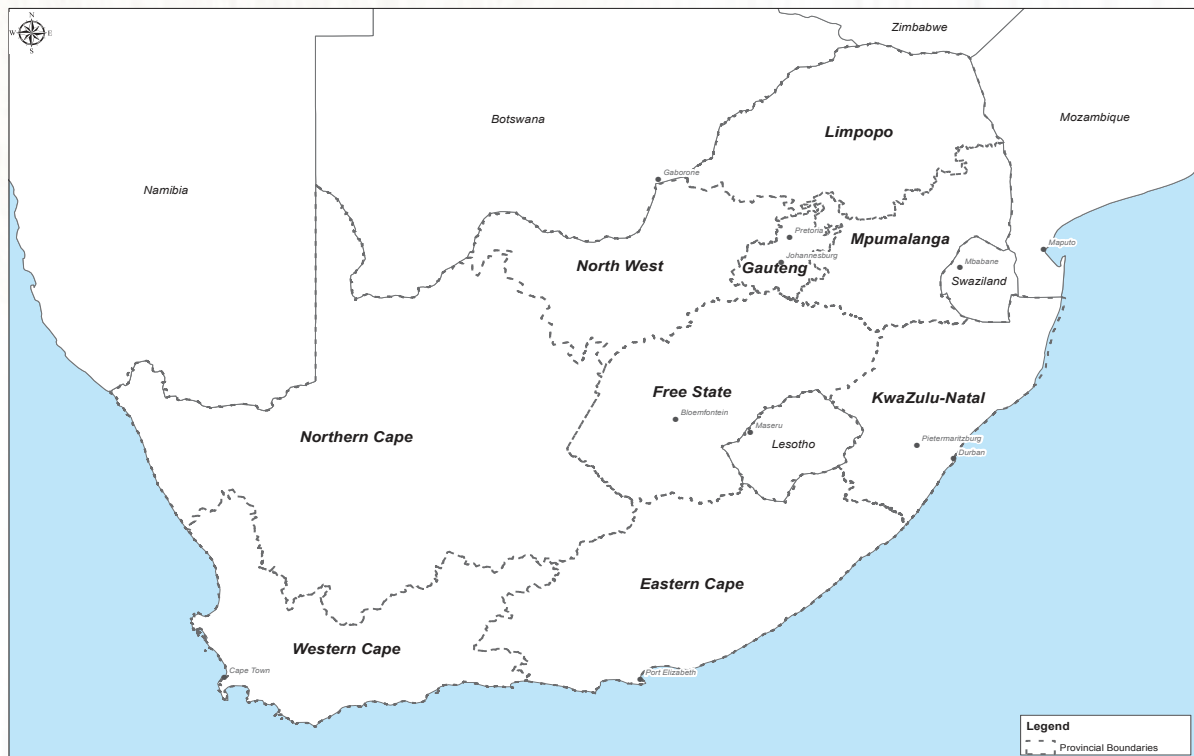 N
W E
S
Zimbabwe
Mozambique
Botswana
Limpopo
Gaborone
Namibia
Pretoria
Mpumalanga
Maputo
North West
Gauteng
Johannesburg
Mbabane
Swaziland
Free State
KwaZulu-Natal
Bloemfontein
Maseru
Northern Cape
Lesotho
Pietermaritzburg
Durban
Eastern Cape
Western Cape
Cape Town
Port Elizabeth
Legend
Provincial Boundaries